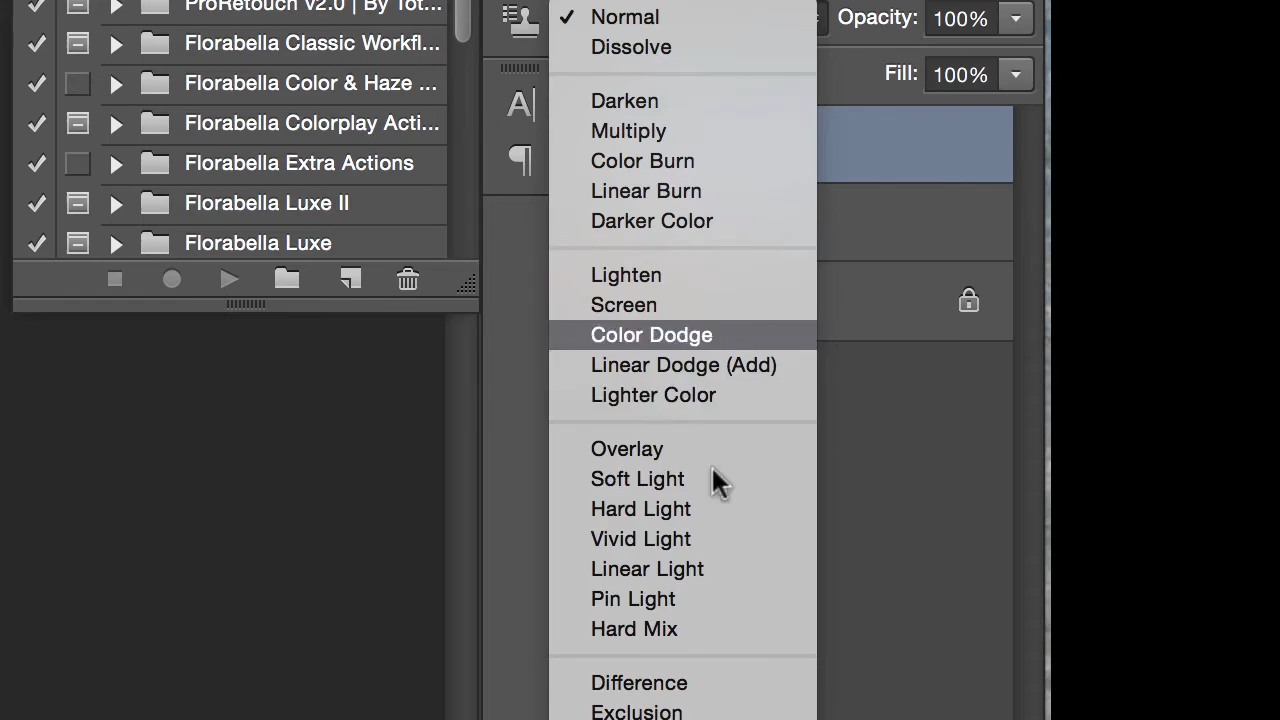 ProRetouch v2.0 | By Tot...
Florabella Classic Workfl...
Florabella Color & Haze ...
Florabella Colorplay Acti...
Florabella Extra Actions
Florabella Luxe II
Florabella Luxe
A
¶
Normal
Dissolve
Darken
Multiply
Color Burn
Linear Burn
Darker Color
Lighten
Screen
Color Dodge
Linear Dodge (Add)
Lighter Color
Overlay
Soft Light
Hard Light
Vivid Light
Linear Light
Pin Light
Hard Mix
Difference
Exclusion
Opacity: 100%
Fill: 100%